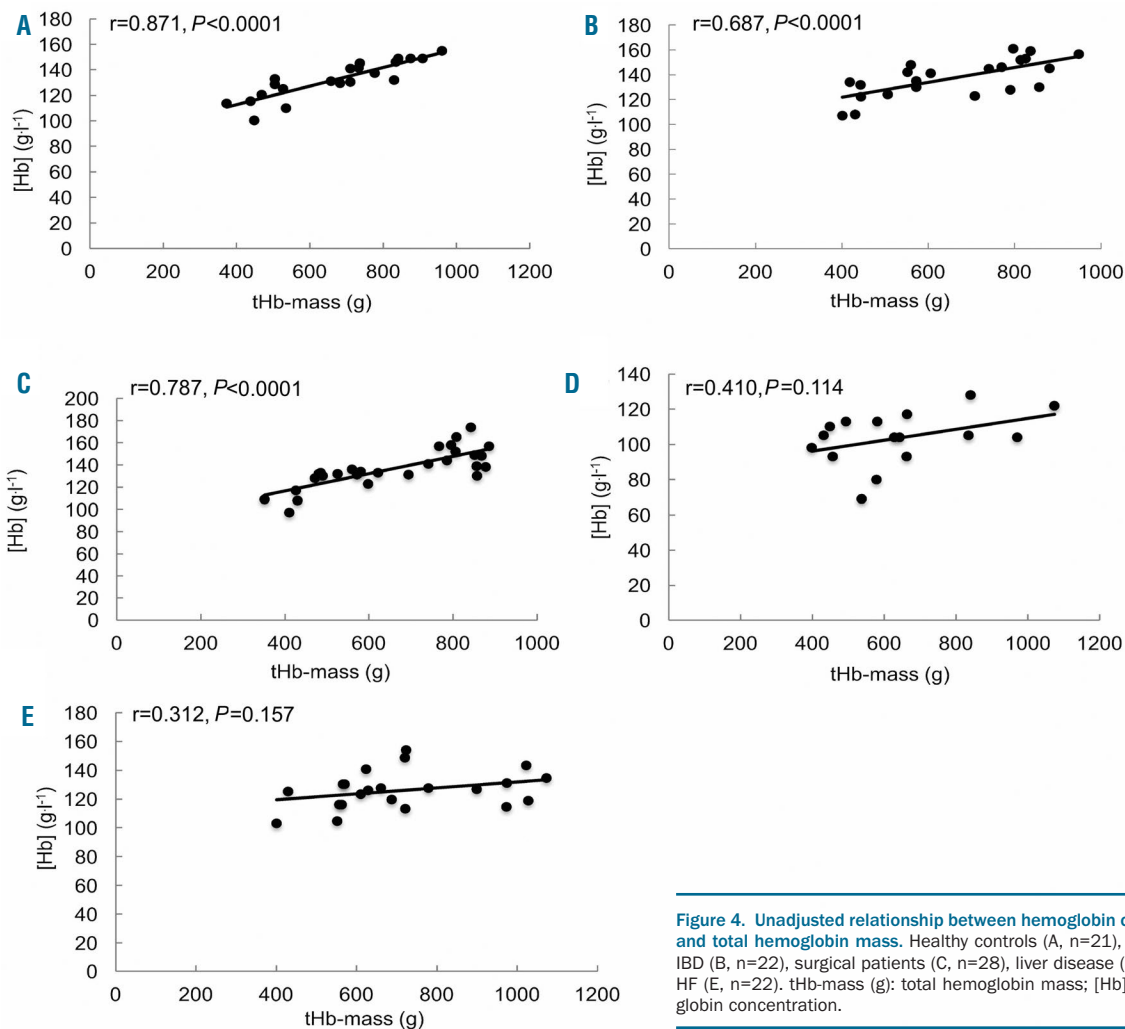 A
r=0.871, P<0.0001
180
160
140
120
100
80
60
40
20
0
[Hb] (g·l-1)
0 200 400 600 800 1000 1200
tHb-mass (g)
B
r=0.687, P<0.0001
180
160
140
120
100
80
60
40
20
0
[Hb] (g·l-1)
0 200 400 600 800 1000
tHb-mass (g)
C
r=0.787, P<0.0001
200
180
160
140
120
100
80
60
40
20
0
[Hb] (g·l-1)
0 200 400 600 800 1000
tHb-mass (g)
D
r=0.410, P=0.114
140
120
100
80
60
40
20
0
[Hb] (g·l-1)
0 200 400 600 800 1000 1200
tHb-mass (g)
E
r=0.312, P=0.157
180
160
140
120
100
80
60
40
20
0
[Hb] (g·l-1)
0 200 400 600 800 1000 1200
tHb-mass (g)
Figure 4. Unadjusted relationship between hemoglobin
and total hemoglobin mass. Healthy controls (A, n=21),
IBD (B, n=22), surgical patients (C, n=28), liver disease (
HF (E, n=22). tHb-mass (g): total hemoglobin mass; [Hb]
globin concentration.